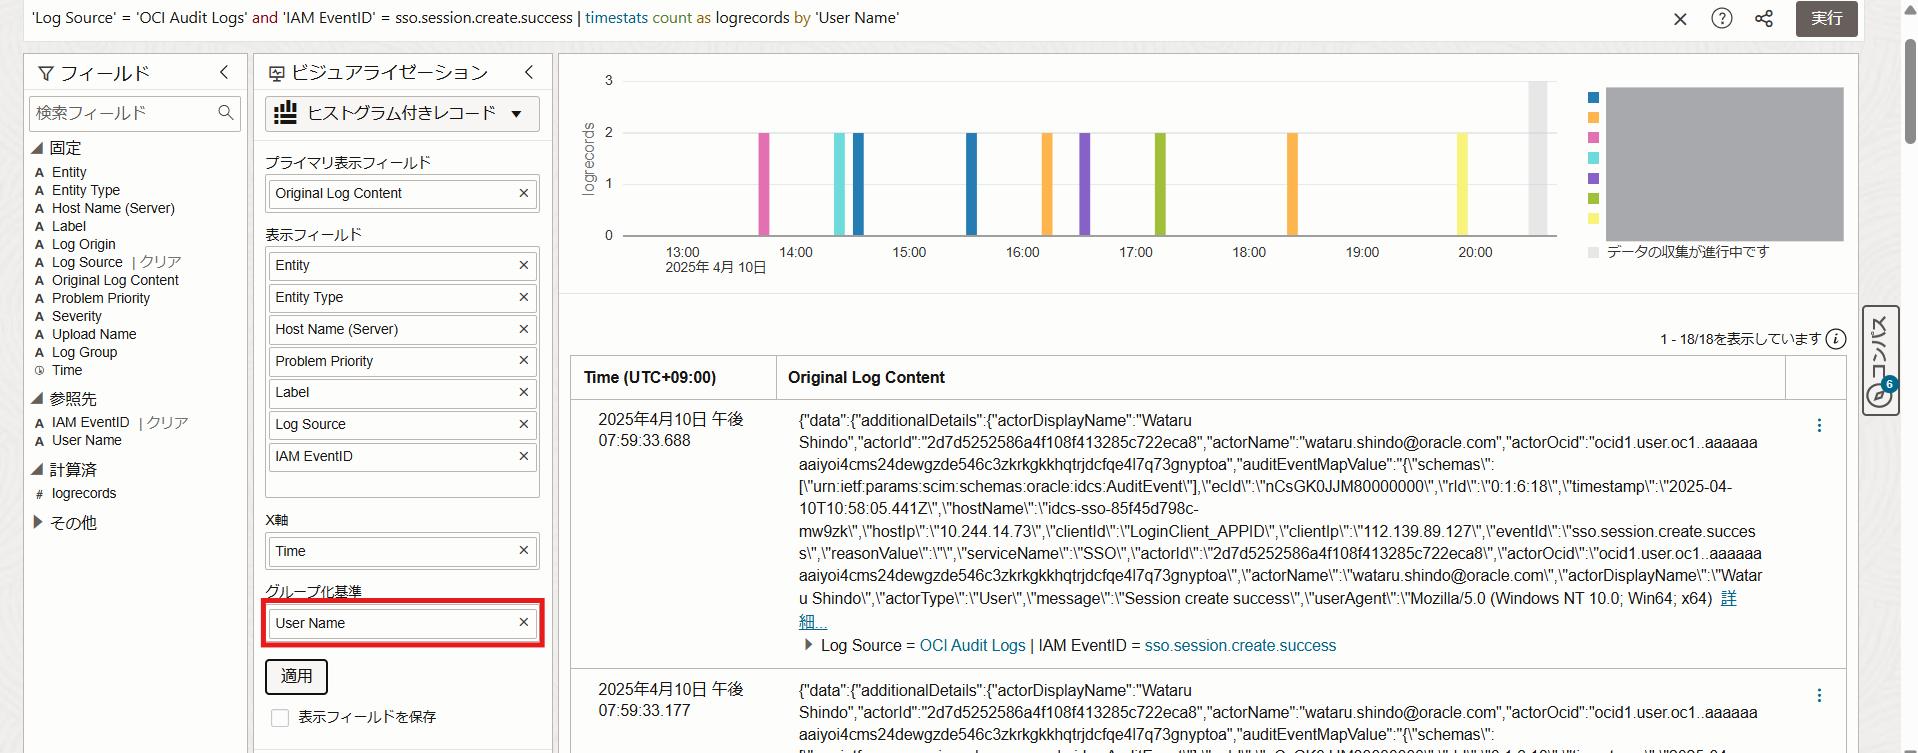 'Log Source' = 'OCI Audit Logs' and 'IAM EventID' = sso.session.create.success | timestats count as logrecords by 'User Name'
実行
フィールド
検索フィールド
固定
Entity
Entity Type
Host Name (Server)
Label
Log Origin
Log Source | クリア
Original Log Content
Problem Priority
Severity
Upload Name
Log Group
Time
参照先
IAM EventID | クリア
User Name
計算済
# logrecords
その他
ビジュアライゼーション
ヒストグラム付きレコード
プライマリ表示フィールド
Original Log Content
表示フィールド
Entity
Entity Type
Host Name (Server)
Problem Priority
Label
Log Source
IAM EventID
X軸
Time
グループ化基準
User Name
適用
表示フィールドを保存
logrecords
3
2
1
0
13:00 14:00 15:00 16:00 17:00 18:00 19:00 20:00
2025年 4月 10日
データの収集が進行中です
1 - 18/18を表示しています
Time (UTC+09:00) Original Log Content
2025年4月10日 午後
07:59:33.688
{"data":{"additionalDetails":{"actorDisplayName":"Wataru
Shindo","actorId":"2d7d5252586a4f108f413285c722eca8","actorName":"wataru.shindo@oracle.com","actorOcid":"ocid1.user.oc1..aaaaaa
aaiyoi4cms24dewgzde546c3zkrkgkkhqtrjdcfqe4l7q73gnyptoa","auditEventMapValue":"{\"schemas\":
[\"urn:ietf:params:scim:schemas:oracle:idcs:AuditEvent\"],\"ecId\":\"nCsGK0JJM80000000\",\"rId\":\"0:1:6:18\",\"timestamp\":\"2025-04-
10T10:58:05.441Z\",\"hostName\":\"idcs-sso-85f45d798c-
mw9zk\",\"hostIp\":\"10.244.14.73\",\"clientId\":\"LoginClient_APPID\",\"clientIp\":\"112.139.89.127\",\"eventId\":\"sso.session.create.succes
s\",\"reasonValue\":\"\",\"serviceName\":\"SSO\",\"actorId\":\"2d7d5252586a4f108f413285c722eca8\",\"actorOcid\":\"ocid1.user.oc1..aaaaaa
aaiyoi4cms24dewgzde546c3zkrkgkkhqtrjdcfqe4l7q73gnyptoa\",\"actorName\":\"wataru.shindo@oracle.com\",\"actorDisplayName\":\"Watar
u Shindo\",\"actorType\":\"User\",\"message\":\"Session create success\",\"userAgent\":\"Mozilla/5.0 (Windows NT 10.0; Win64; x64) 詳
細...
Log Source = OCI Audit Logs | IAM EventID = sso.session.create.success
2025年4月10日 午後
07:59:33.177
{"data":{"additionalDetails":{"actorDisplayName":"Wataru
Shindo","actorId":"2d7d5252586a4f108f413285c722eca8","actorName":"wataru.shindo@oracle.com","actorOcid":"ocid1.user.oc1..aaaaaa
aaiyoi4cms24dewgzde546c3zkrkgkkhqtrjdcfqe4l7q73gnyptoa","auditEventMapValue":"{\"schemas\":
コンパス
6